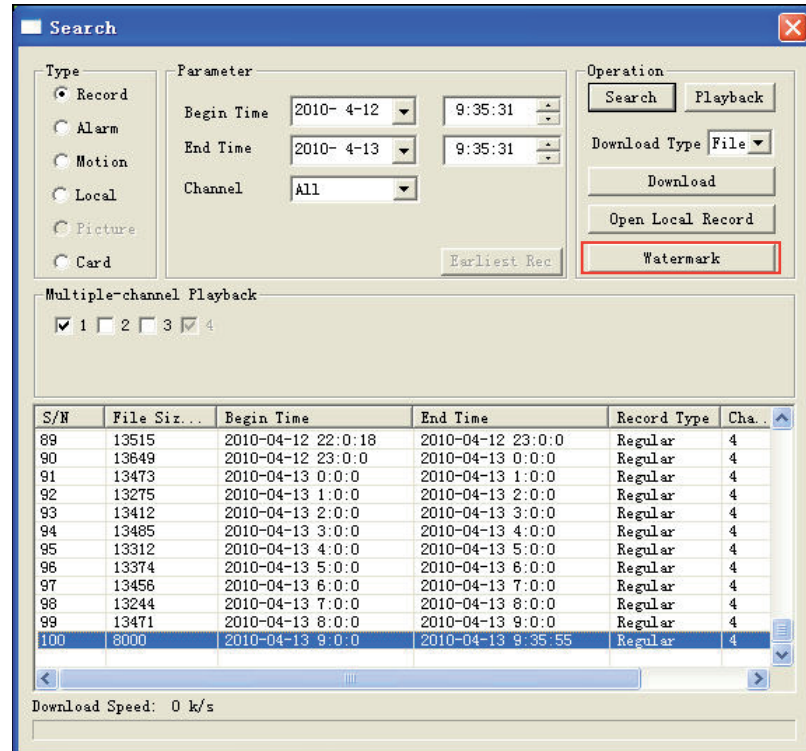 Search
Type
Record
Alarm
Motion
Local
Picture
Card
Parameter
Begin Time 2010- 4-12 9:35:31
End Time 2010- 4-13 9:35:31
Channel All
Earliest Rec
Operation
Search Playback
Download Type File
Download
Open Local Record
Watermark
Multiple-channel Playback
1 2 3 4
S/N File Siz... Begin Time End Time Record Type Cha..
89 13515 2010-04-12 22:0:18 2010-04-12 23:0:0 Regular 4
90 13649 2010-04-12 23:0:0 2010-04-13 0:0:0 Regular 4
91 13473 2010-04-13 0:0:0 2010-04-13 1:0:0 Regular 4
92 13275 2010-04-13 1:0:0 2010-04-13 2:0:0 Regular 4
93 13412 2010-04-13 2:0:0 2010-04-13 3:0:0 Regular 4
94 13485 2010-04-13 3:0:0 2010-04-13 4:0:0 Regular 4
95 13312 2010-04-13 4:0:0 2010-04-13 5:0:0 Regular 4
96 13374 2010-04-13 5:0:0 2010-04-13 6:0:0 Regular 4
97 13456 2010-04-13 6:0:0 2010-04-13 7:0:0 Regular 4
98 13244 2010-04-13 7:0:0 2010-04-13 8:0:0 Regular 4
99 13471 2010-04-13 8:0:0 2010-04-13 9:0:0 Regular 4
100 8000 2010-04-13 9:0:0 2010-04-13 9:35:55 Regular 4
Download Speed: 0 k/s